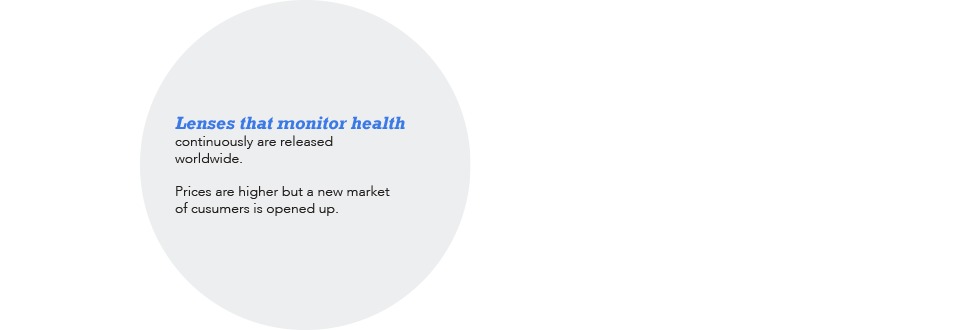 Lenses that monitor health
continuously are released
worldwide.
Prices are higher but a new market
of cusumers is opened up.